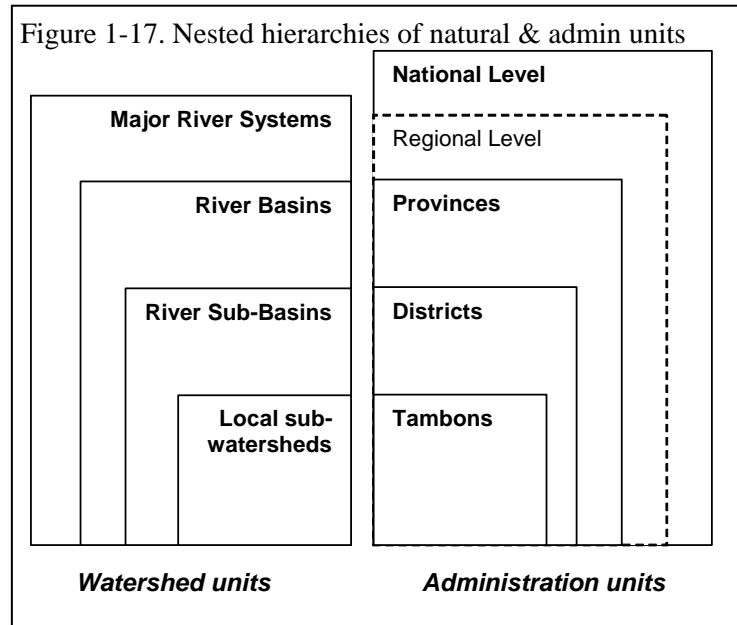 Figure 1-17. Nested hierarchies of natural & admin units
Major River Systems
River Basins
River Sub-Basins
Local sub-
watersheds
Watershed units
National Level
Regional Level
Provinces
Districts
Tambons
Administration units